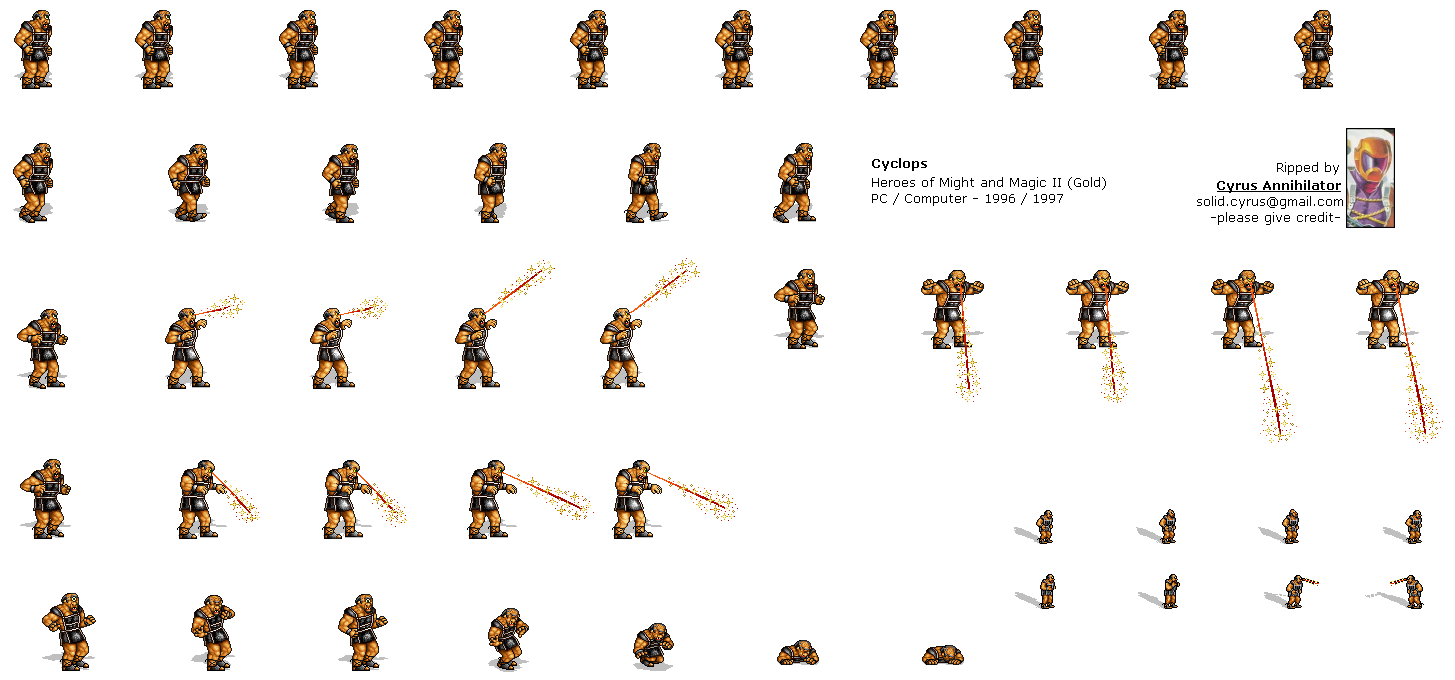 Cyclops
Heroes of Might and Magic II (Gold)
PC / Computer - 1996 / 1997
Ripped by
Cyrus Annihilator
solid.cyrus@gmail.com
-please give credit-